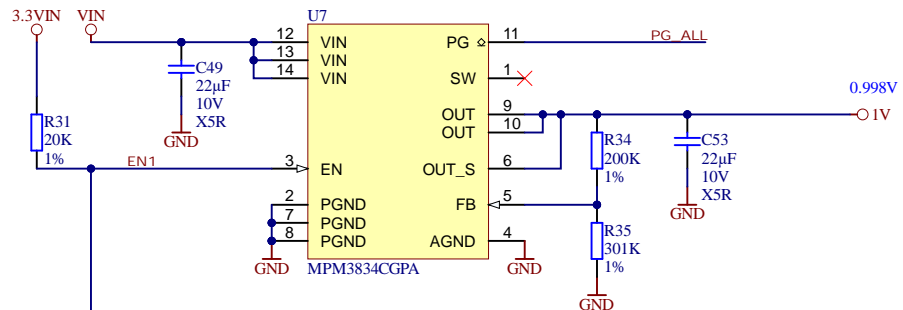 3.3VIN VIN U7
12 VIN PG 11 PG_ALL
13 VIN
14 VIN SW 1
C49
22µF
10V
X5R
GND
0.998V
OUT 9 1V
OUT 10
R31
20K
1%
EN1 3 EN OUT_S 6
R34
200K
1%
C53
22µF
10V
X5R
GND
2 PGND FB 5
7 PGND
8 PGND AGND 4
R35
301K
1%
GND MPM3834CGPA GND
GND